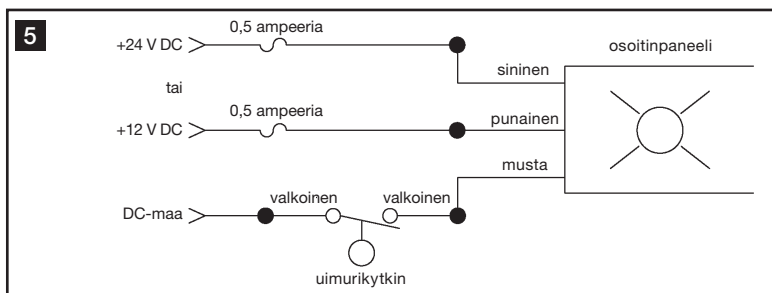 5
0,5 ampeeria
+24 V DC
osoitinpaneeli
sininen
tai
0,5 ampeeria
+12 V DC
punainen
musta
valkoinen
valkoinen
DC-maa
uimurikytkin